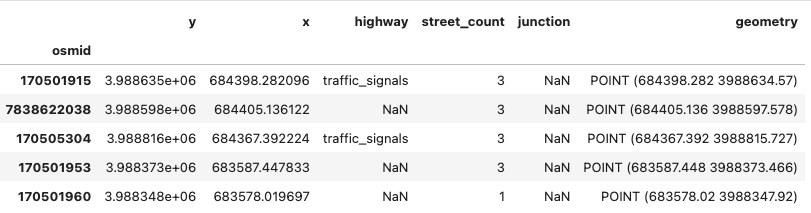 y x highway street_count junction geometry
osmid
170501915 3.988635e+06 684398.282096 traffic_signals 3 NaN POINT (684398.282 3988634.57)
7838622038 3.988598e+06 684405.136122 NaN 3 NaN POINT (684405.136 3988597.578)
170505304 3.988816e+06 684367.392224 traffic_signals 3 NaN POINT (684367.392 3988815.727)
170501953 3.988373e+06 683587.447833 NaN 3 NaN POINT (683587.448 3988373.466)
170501960 3.988348e+06 683578.019697 NaN 1 NaN POINT (683578.02 3988347.92)